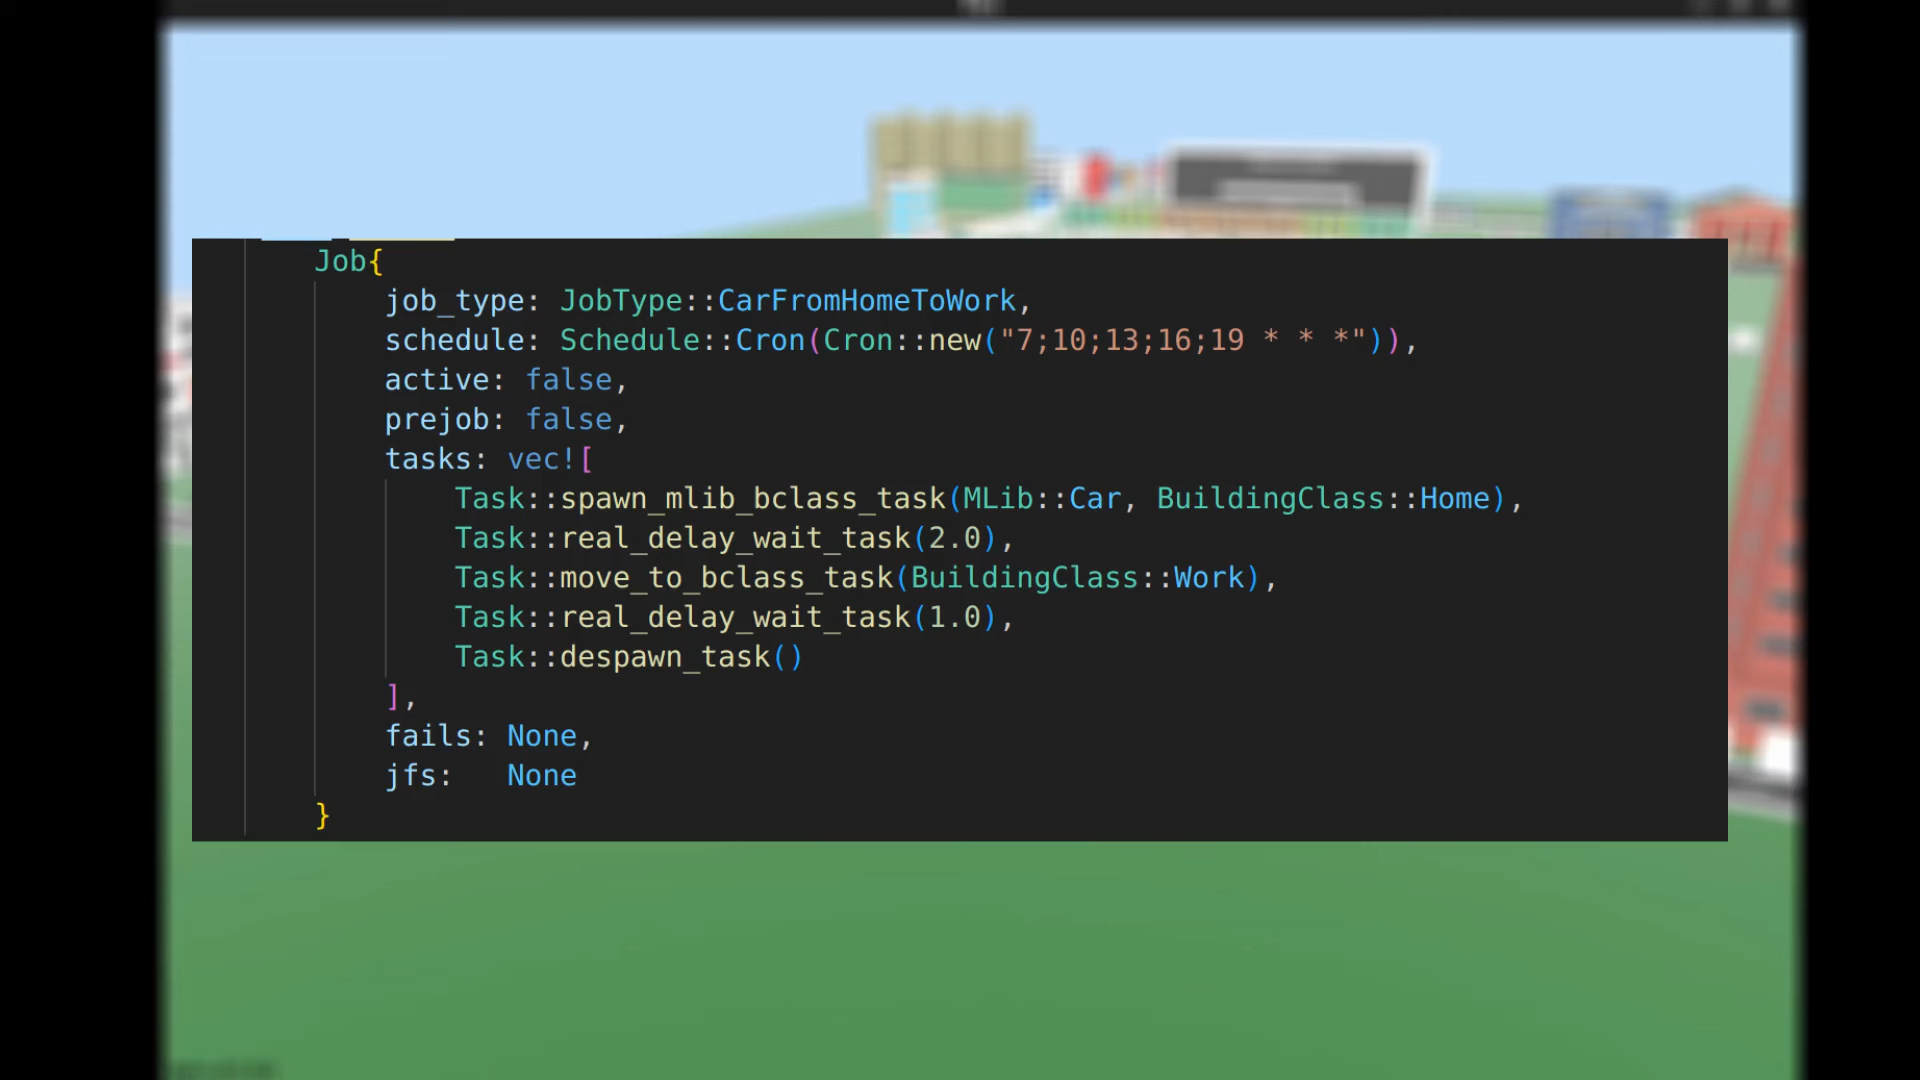 Job{
job_type: JobType::CarFromHomeToWork,
schedule: Schedule::Cron(Cron::new("7;10;13;16;19 * * *")),
active: false,
prejob: false,
tasks: vec![
Task::spawn_mlib_bclass_task(MLib::Car, BuildingClass::Home),
Task::real_delay_wait_task(2.0),
Task::move_to_bclass_task(BuildingClass::Work),
Task::real_delay_wait_task(1.0),
Task::despawn_task()
],
fails: None,
jfs: None
}